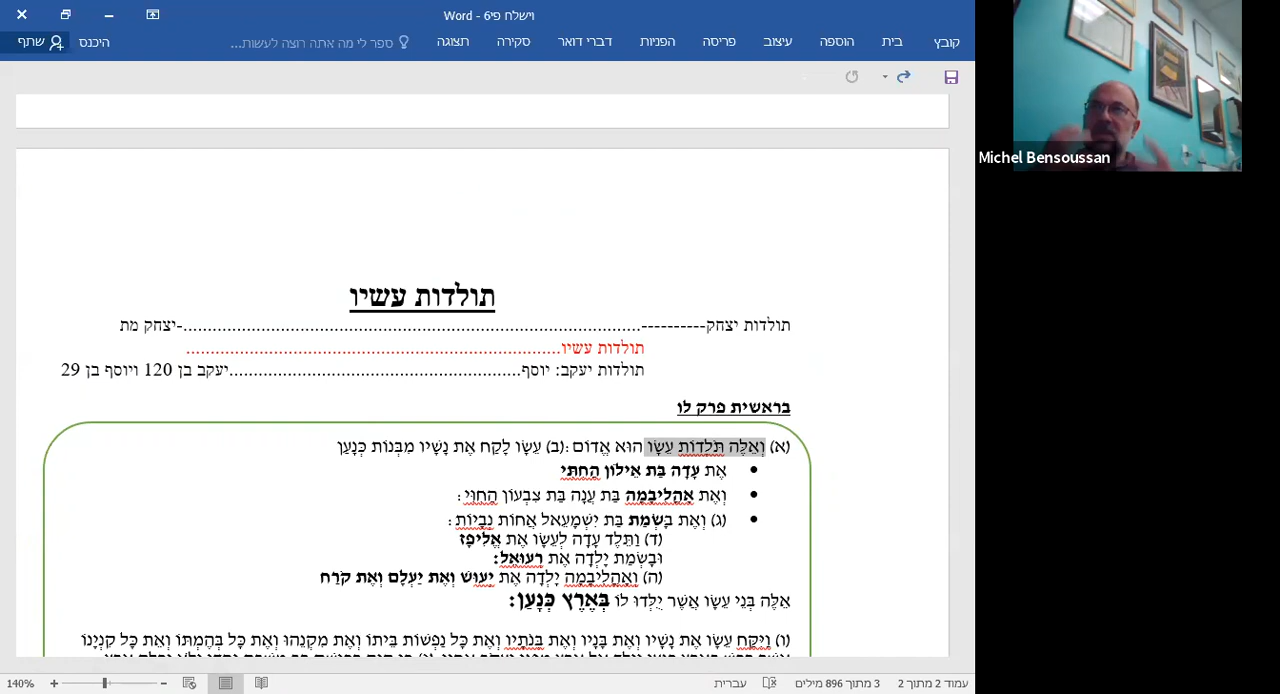 וישלח פי6 - Word
קובץ בית הוספה עיצוב פריסה הפניות דברי דואר סקירה תצוגה ספר לי מה אתה רוצה לעשות... היכנס שתף
Michel Bensoussan
תולדות עשיו
תולדות יצחק----------.......................................................................................-יצחק מת
תולדות עשיו.......................................................................
תולדות יעקב: יוסף.......................................................יעקב בן 120 ויוסף בן 29
בראשית פרק לו
(א) וְאֵלֶּה תֹּלְדוֹת עֵשָׂו הוּא אֱדוֹם :(ב) עֵשָׂו לָקַח אֶת נָשָׁיו מִבְּנוֹת כְּנָעַן
• אֶת עָדָה בַּת אֵילוֹן הַחִתִּי
• וְאֶת אָהֳלִיבָמָה בַּת עֲנָה בַּת צִבְעוֹן הַחִוִּי :
• (ג) וְאֶת בָּשְׂמַת בַּת יִשְׁמָעֵאל אֲחוֹת נְבָיוֹת :
(ד) וַתֵּלֶד עָדָה לְעֵשָׂו אֶת אֱלִיפָז
וּבָשְׂמַת יָלְדָה אֶת רְעוּאֵל:
(ה) וְאָהֳלִיבָמָה יָלְדָה אֶת יְעוּשׁ וְאֶת יַעְלָם וְאֶת קֹרַח
אֵלֶּה בְּנֵי עֵשָׂו אֲשֶׁר יֻלְּדוּ לוֹ בְּאֶרֶץ כְּנָעַן:
(ו) וַיִּקַּח עֵשָׂו אֶת נָשָׁיו וְאֶת בָּנָיו וְאֶת בְּנֹתָיו וְאֶת כָּל נַפְשׁוֹת בֵּיתוֹ וְאֶת מִקְנֵהוּ וְאֶת כָּל בְּהֶמְתּוֹ וְאֵת כָּל קִנְיָנוֹ
עמוד 2 מתוך 2 3 מתוך 896 מילים עברית 140%